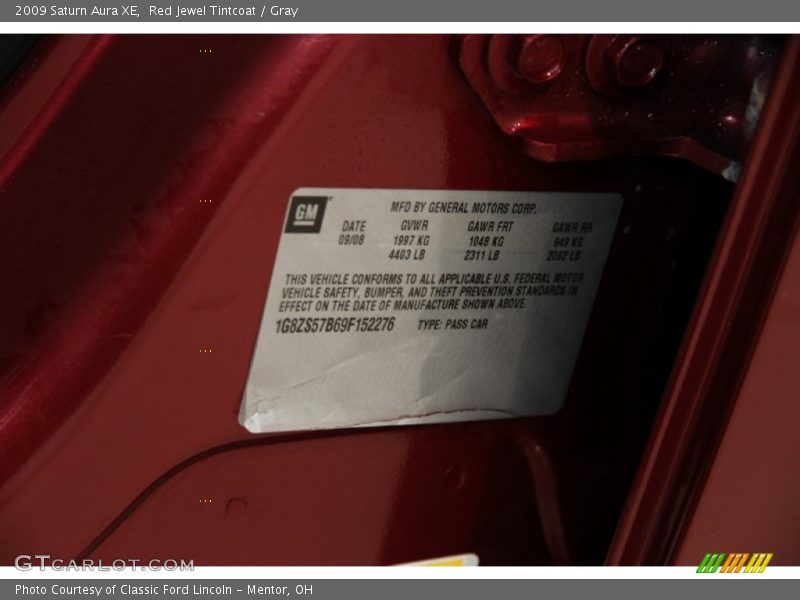 2009 Saturn Aura XE, Red Jewel Tintcoat / Gray
GM
MFD BY GENERAL MOTORS CORP.
DATE GVWR GAWR FRT GAWR RR
09/08 1997 KG 1048 KG 949 KG
4403 LB 2311 LB 2092 LB
THIS VEHICLE CONFORMS TO ALL APPLICABLE U.S. FEDERAL MOTOR
VEHICLE SAFETY, BUMPER, AND THEFT PREVENTION STANDARDS IN
EFFECT ON THE DATE OF MANUFACTURE SHOWN ABOVE.
1G8ZS57B69F152276 TYPE: PASS CAR
GTCARLOT.COM
Photo Courtesy of Classic Ford Lincoln - Mentor, OH